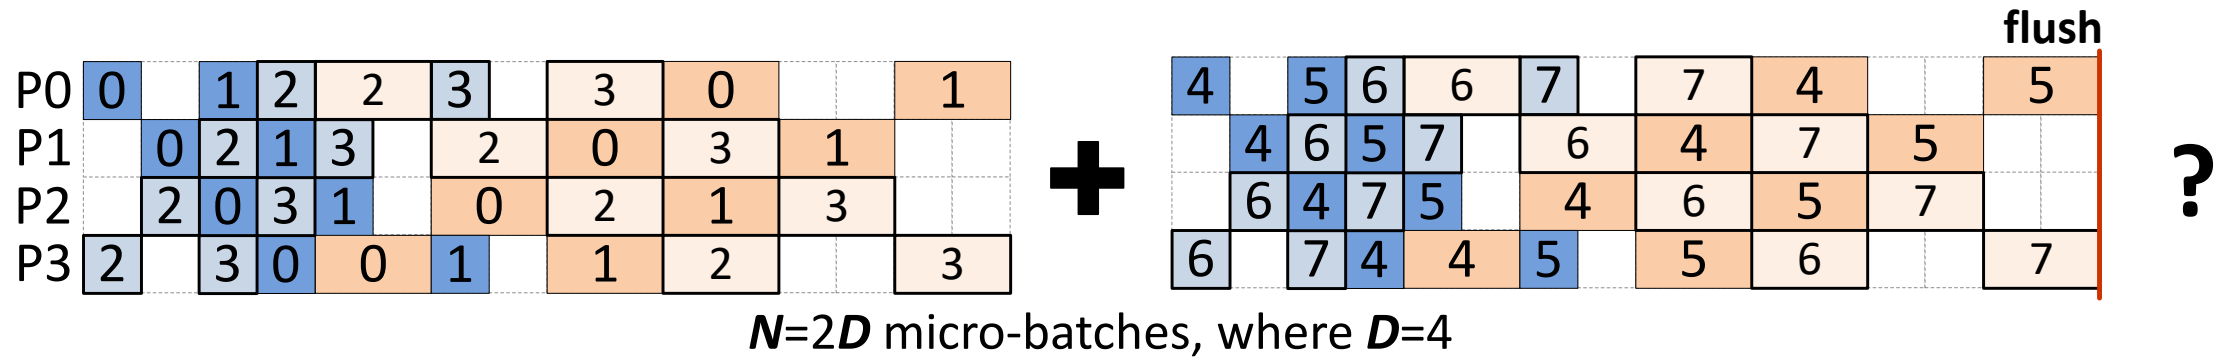 flush
P0 0 1 2 2 3 3 0 1 4 5 6 6 7 7 4 5
P1 0 2 1 3 2 0 3 1 4 6 5 7 6 4 7 5
P2 2 0 3 1 0 2 1 3 6 4 7 5 4 6 5 7
P3 2 3 0 0 1 1 2 3 6 7 4 4 5 5 6 7
+
?
N=2D micro-batches, where D=4